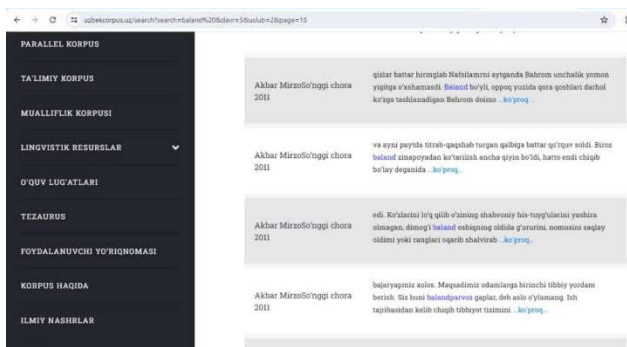 uzbekcorpus.uz/search?search=baland%20&davr=3&uslub=2&page=13
PARALLEL KORPUS
TA'LIMIY KORPUS
MUALLIFLIK KORPUSI
LINGVISTIK RESURSLAR
O'QUV LUG'ATLARI
TEZAURUS
FOYDALANUVCHI YO'RIQNOMASI
KORPUS HAQIDA
ILMIY NASHRLAR
Akbar MirzoSo'nggi chora
2011
qizlar battar hiringlab Nafsilamrni aytganda Bahrom unchalik yomon
yigitga o'xshamasdi. Baland bo'yli, oppoq yuzida qora qoshlari darhol
ko'zga tashlanadigan Bahrom doimo ...ko'proq...
Akbar MirzoSo'nggi chora
2011
va ayni paytda titrab-qaqshab turgan qalbiga battar qo'rquv soldi. Biroz
baland zinapoyadan ko'tarilish ancha qiyin bo'ldi, hatto endi chiqib
bo'lay deganida ...ko'proq...
Akbar MirzoSo'nggi chora
2011
edi. Ko'zlarini lo'q qilib o'zining shahvoniy his-tuyg'ularini yashira
olmagan, dimog'i baland oshiqning oldida g'ururini, nomusini saqlay
oldimi yoki ranglari oqarib shalvirab ...ko'proq...
Akbar MirzoSo'nggi chora
2011
bajaryapmiz xolos. Maqsadimiz odamlarga birinchi tibbiy yordam
berish. Siz buni balandparvoz gaplar, deb aslo o'ylamang. Ish
tajribasidan kelib chiqib tibbiyot tizimini ...ko'proq...